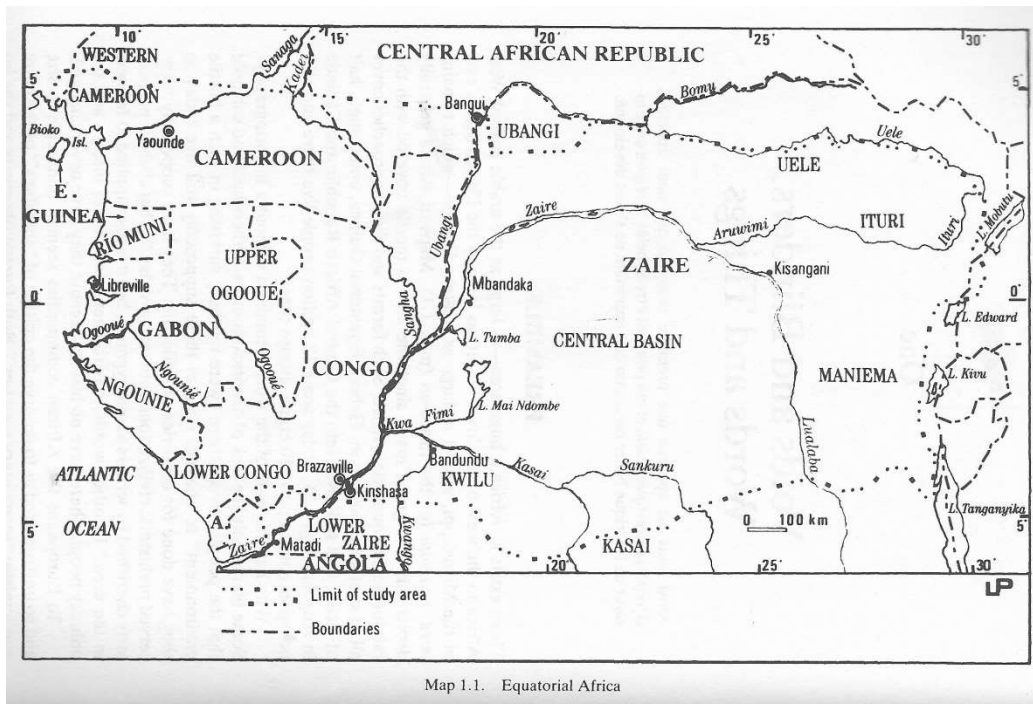 10
15
20
25
30
WESTERN
CAMEROON
Sanaga
Kadei
CENTRAL AFRICAN REPUBLIC
5
5
Bomu
Bangui
Bioko
Isl.
Yaounde
UBANGI
Uele
CAMEROON
UELE
E.
GUINEA
RIO MUNI
Ubangi
Zaire
Aruwimi
ITURI
Ituri
L. Mobutu
UPPER
OGOOUÉ
ZAIRE
Kisangani
Libreville
Mbandaka
0
0
Sangha
Ogooué
GABON
L. Tumba
CENTRAL BASIN
L. Edward
Ngounié
Ogooué
CONGO
MANIEMA
L. Kivu
NGOUNIE
L. Mai Ndombe
Kwa
Fimi
Lualaba
ATLANTIC
OCEAN
LOWER CONGO
Brazzaville
Bandundu
Kasai
Sankuru
Kinshasa
KWILU
L. Tanganyika
A.
LOWER
ZAIRE
Kwango
0 100 km
5
5
Zaire
Matadi
KASAI
ANGOLA
20
25
30
Limit of study area
Boundaries
UP
Map 1.1. Equatorial Africa